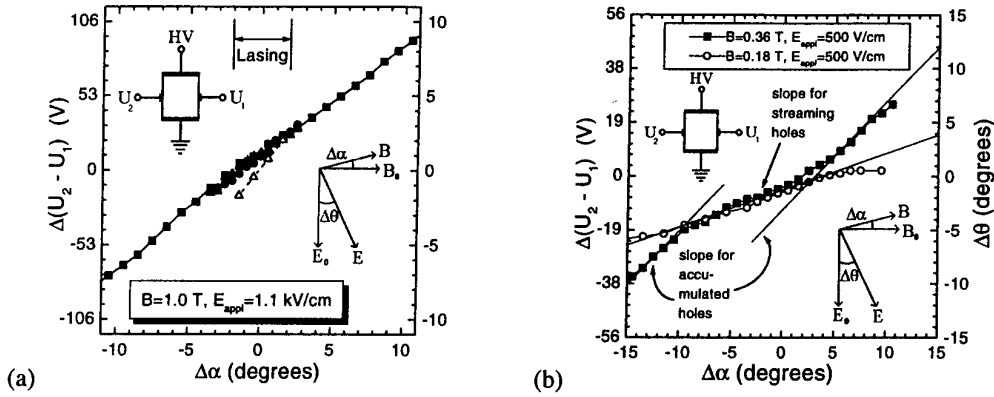 Δ(U₂ - U₁) (V)
106
53
0
-53
-106
10
5
0
-5
-10
-10
-5
0
5
10
Δα (degrees)
HV
U₂
U₁
Lasing
Δα
B
B₀
Δθ
E₀
E
B=1.0 T, E_appl=1.1 kV/cm
(a)
Δ(U₂ - U₁) (V)
56
38
19
0
-19
-38
-56
15
10
5
0
-5
-10
-15
Δθ (degrees)
-15
-10
-5
0
5
10
15
Δα (degrees)
B=0.36 T, E_appl=500 V/cm
B=0.18 T, E_appl=500 V/cm
HV
U₂
U₁
slope for
streaming
holes
slope for
accu-
mulated
holes
Δα
B
B₀
Δθ
E₀
E
(b)